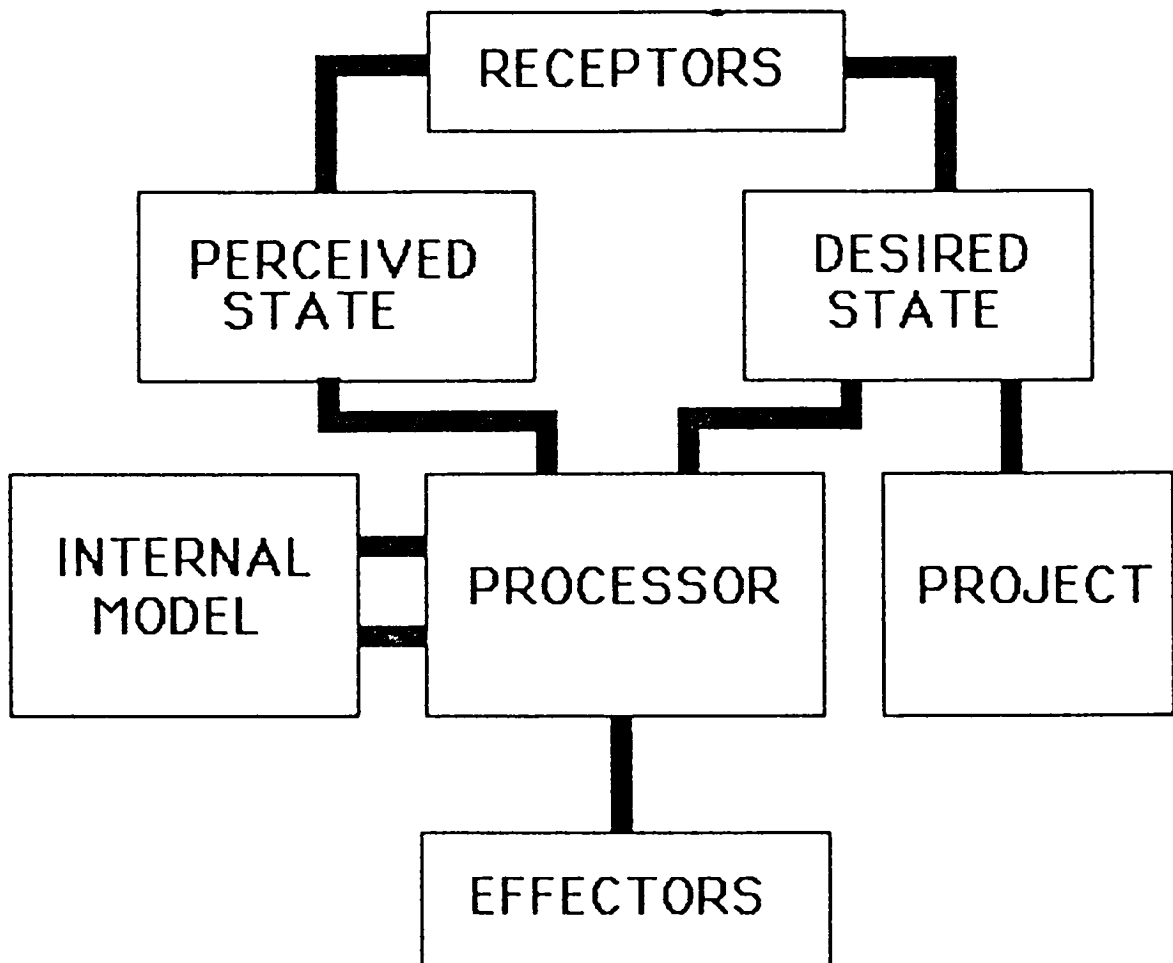 RECEPTORS
PERCEIVED
STATE
DESIRED
STATE
INTERNAL
MODEL
PROCESSOR
PROJECT
EFFECTORS